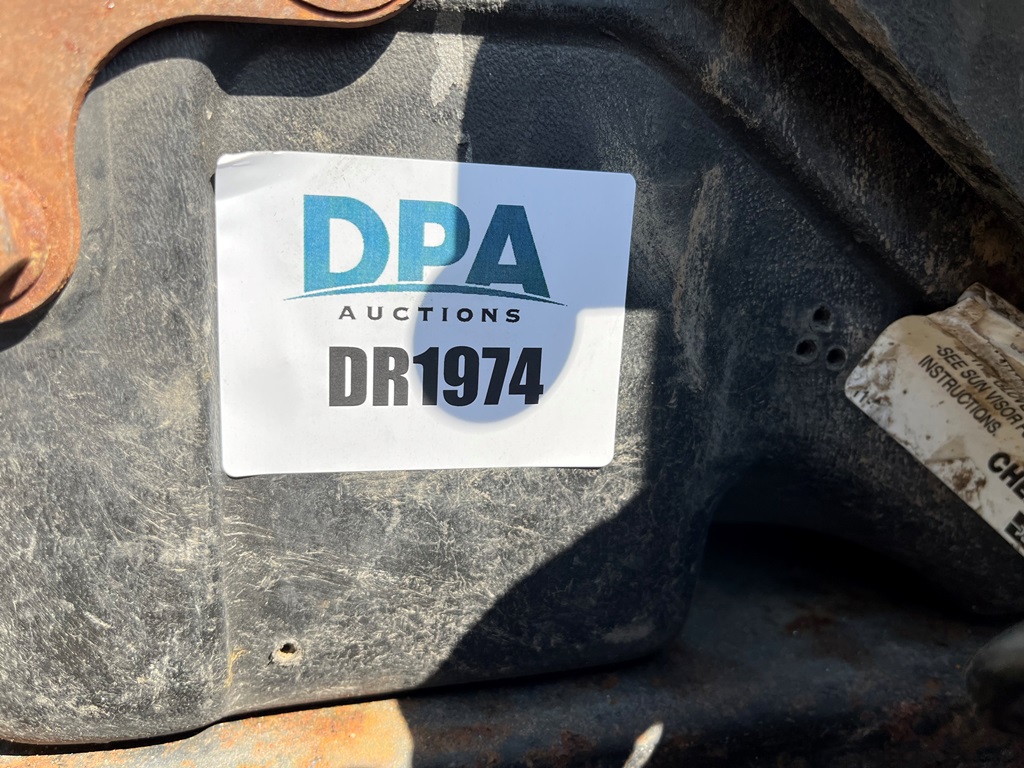 DPA
AUCTIONS
DR1974
-SEE SUN VISOR
INSTRUCTIONS.